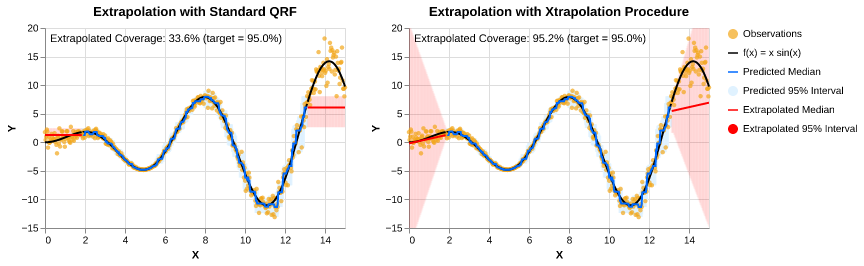 Extrapolation with Standard QRF
Extrapolated Coverage: 33.6% (target = 95.0%)
20
15
10
5
0
−5
−10
−15
Y
0 2 4 6 8 10 12 14
X
Extrapolation with Xtrapolation Procedure
Extrapolated Coverage: 95.2% (target = 95.0%)
20
15
10
5
0
−5
−10
−15
Y
0 2 4 6 8 10 12 14
X
Observations
f(x) = x sin(x)
Predicted Median
Predicted 95% Interval
Extrapolated Median
Extrapolated 95% Interval